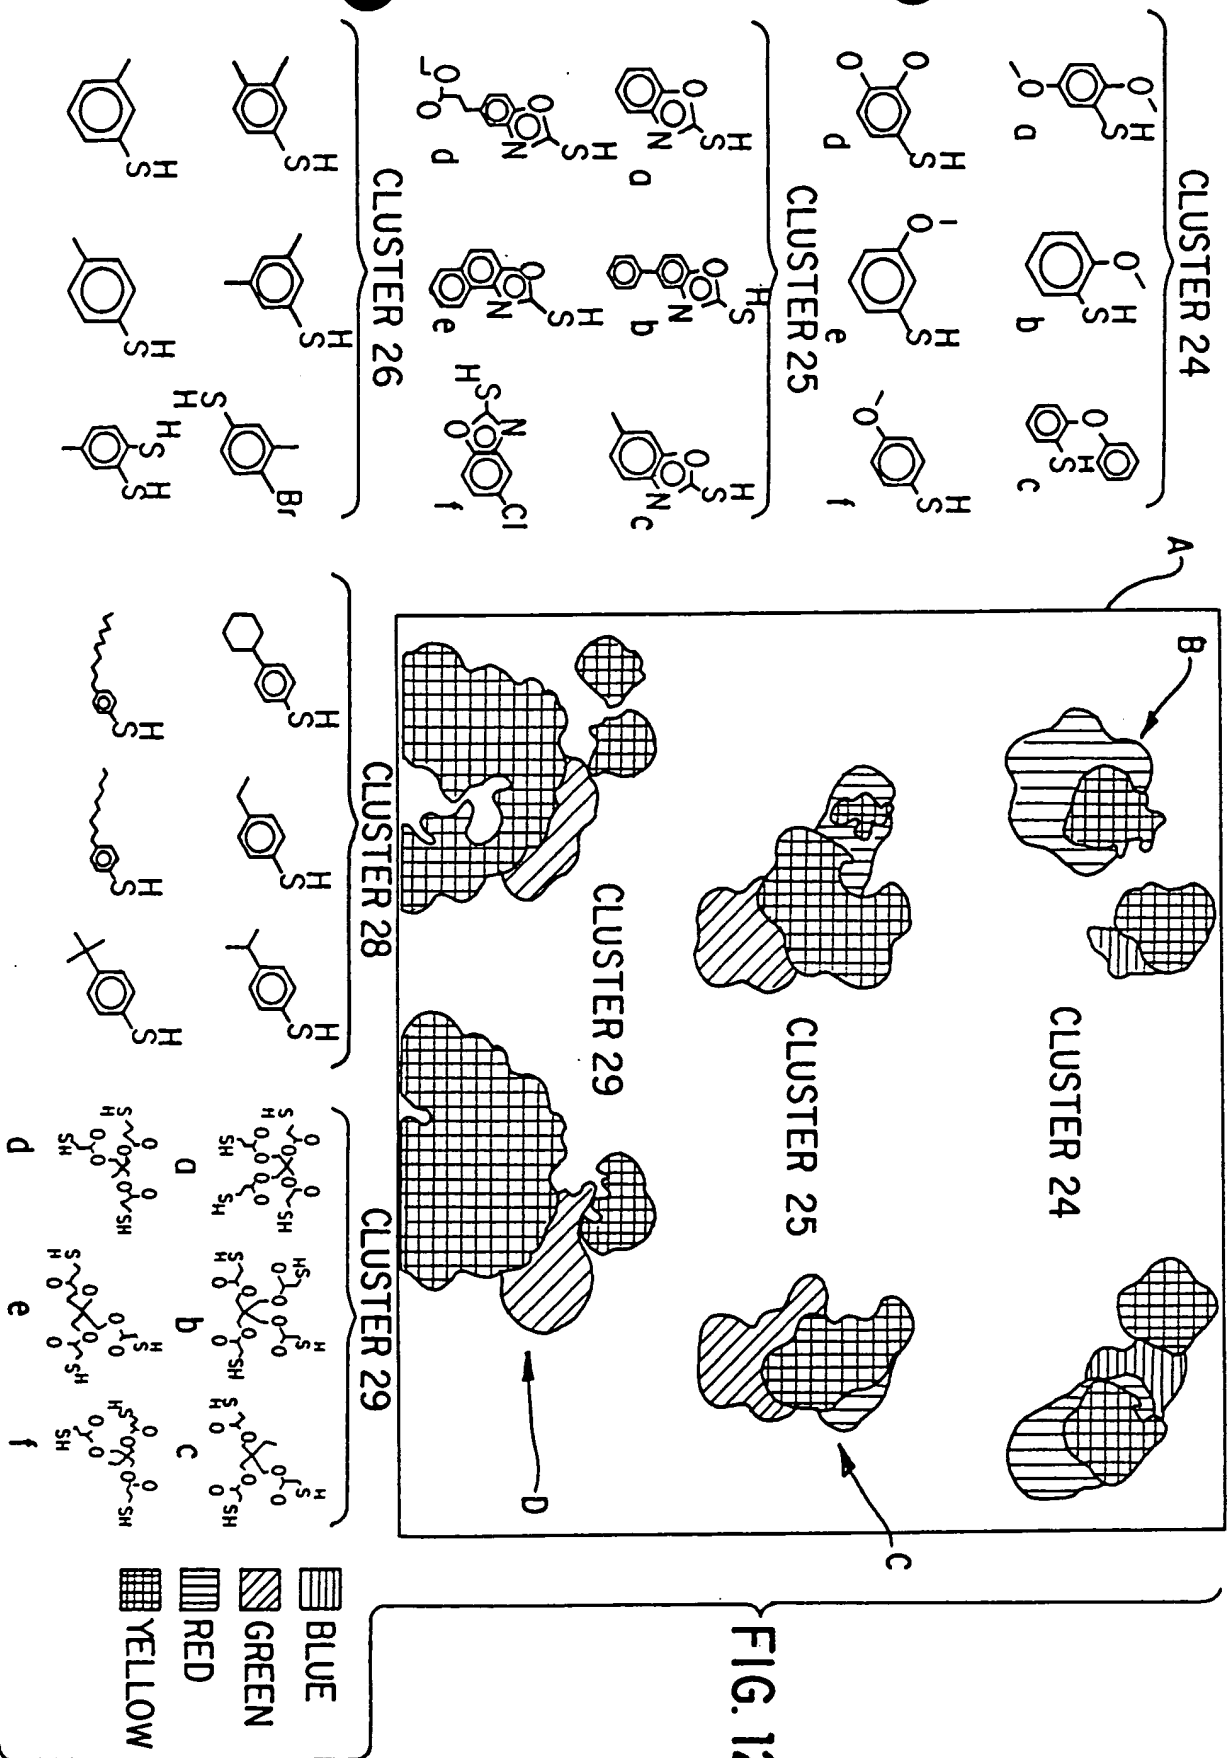 CLUSTER 24
a
b
c
d
e
f
CLUSTER 25
a
b
c
d
e
f
CLUSTER 26
A
B
CLUSTER 24
CLUSTER 25
C
CLUSTER 29
D
CLUSTER 28
CLUSTER 29
a
b
c
d
e
f
BLUE
GREEN
RED
YELLOW
FIG. 12